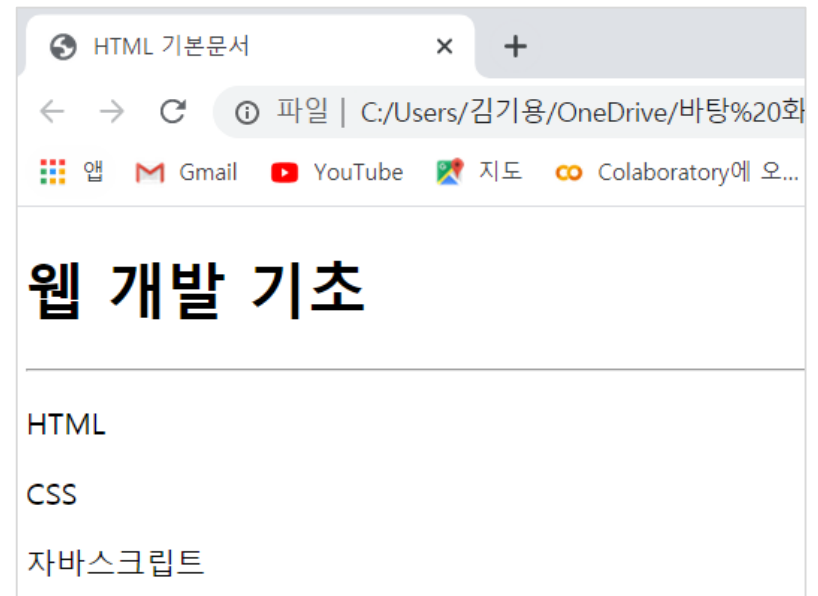 HTML 기본문서
파일 | C:/Users/김기용/OneDrive/바탕%20화
앱 Gmail YouTube 지도 Colaboratory에 오...
웹 개발 기초
HTML
CSS
자바스크립트